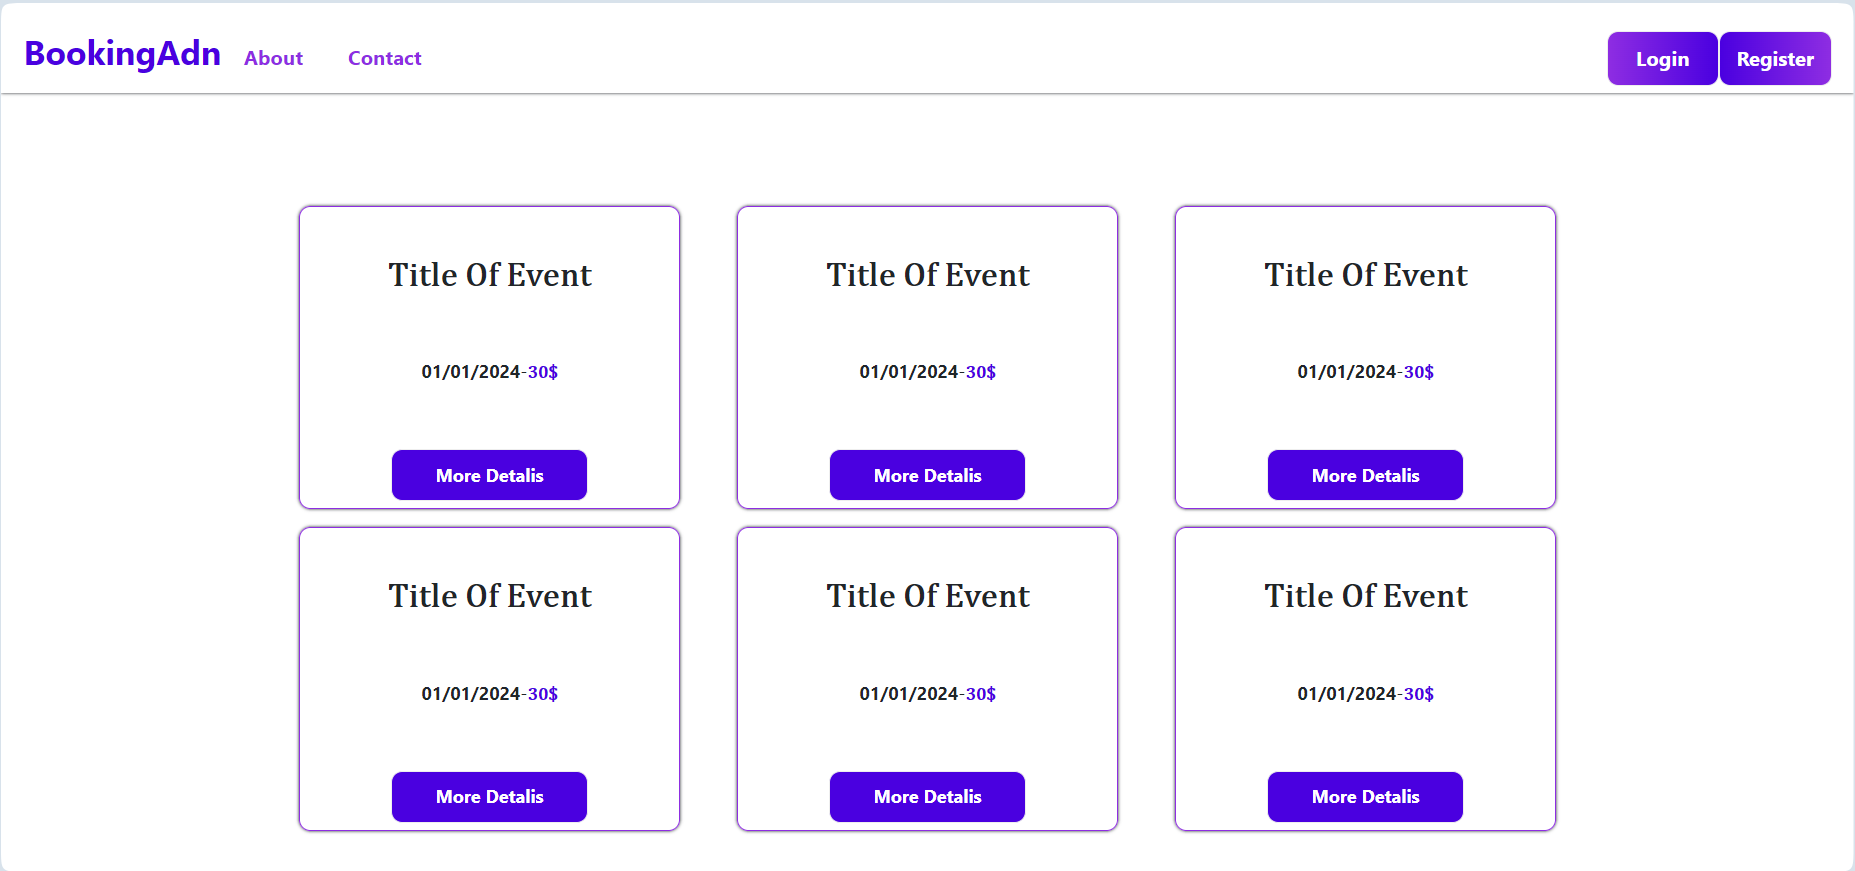 BookingAdn About Contact Login Register
Title Of Event Title Of Event Title Of Event
01/01/2024-30$ 01/01/2024-30$ 01/01/2024-30$
More Detalis More Detalis More Detalis
Title Of Event Title Of Event Title Of Event
01/01/2024-30$ 01/01/2024-30$ 01/01/2024-30$
More Detalis More Detalis More Detalis